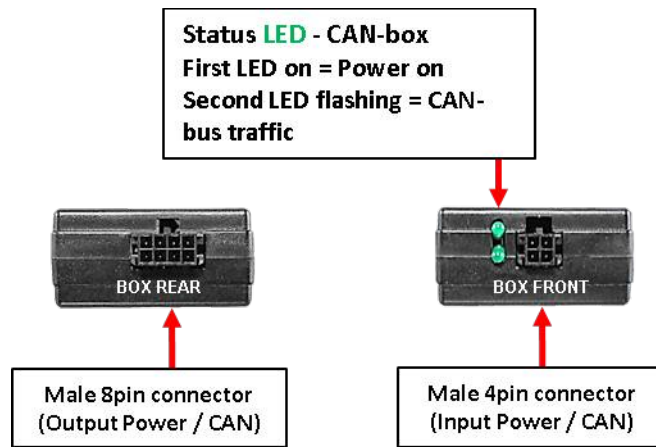 Status LED - CAN-box
First LED on = Power on
Second LED flashing = CAN-
bus traffic
BOX REAR
BOX FRONT
Male 8pin connector
(Output Power / CAN)
Male 4pin connector
(Input Power / CAN)